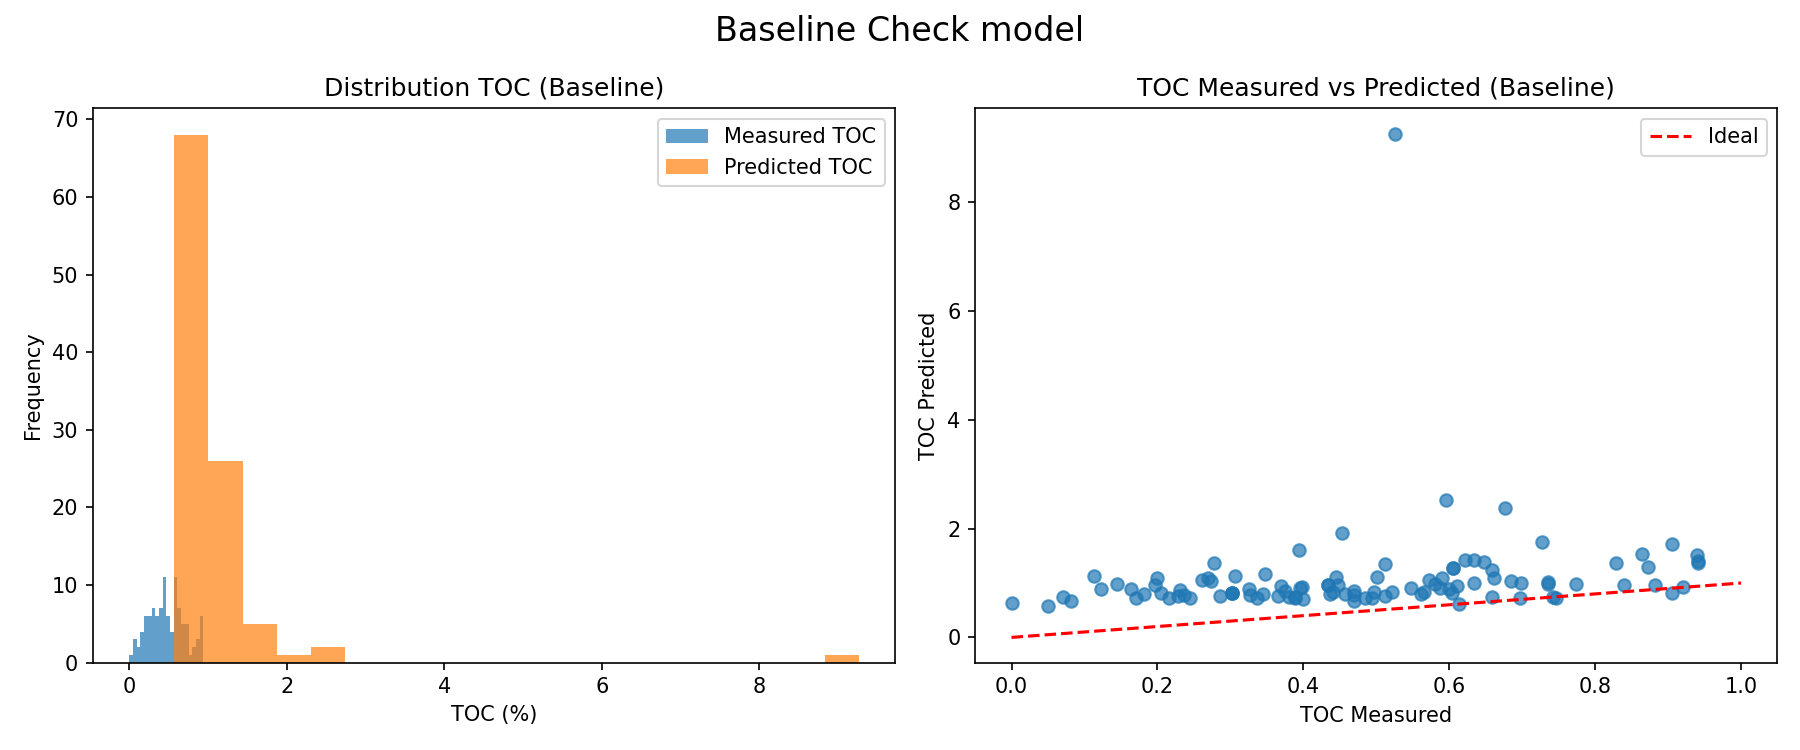 Baseline Check model
Distribution TOC (Baseline)
Measured TOC
Predicted TOC
Frequency
70
60
50
40
30
20
10
0
0 2 4 6 8
TOC (%)
TOC Measured vs Predicted (Baseline)
Ideal
TOC Predicted
8
6
4
2
0
0.0 0.2 0.4 0.6 0.8 1.0
TOC Measured